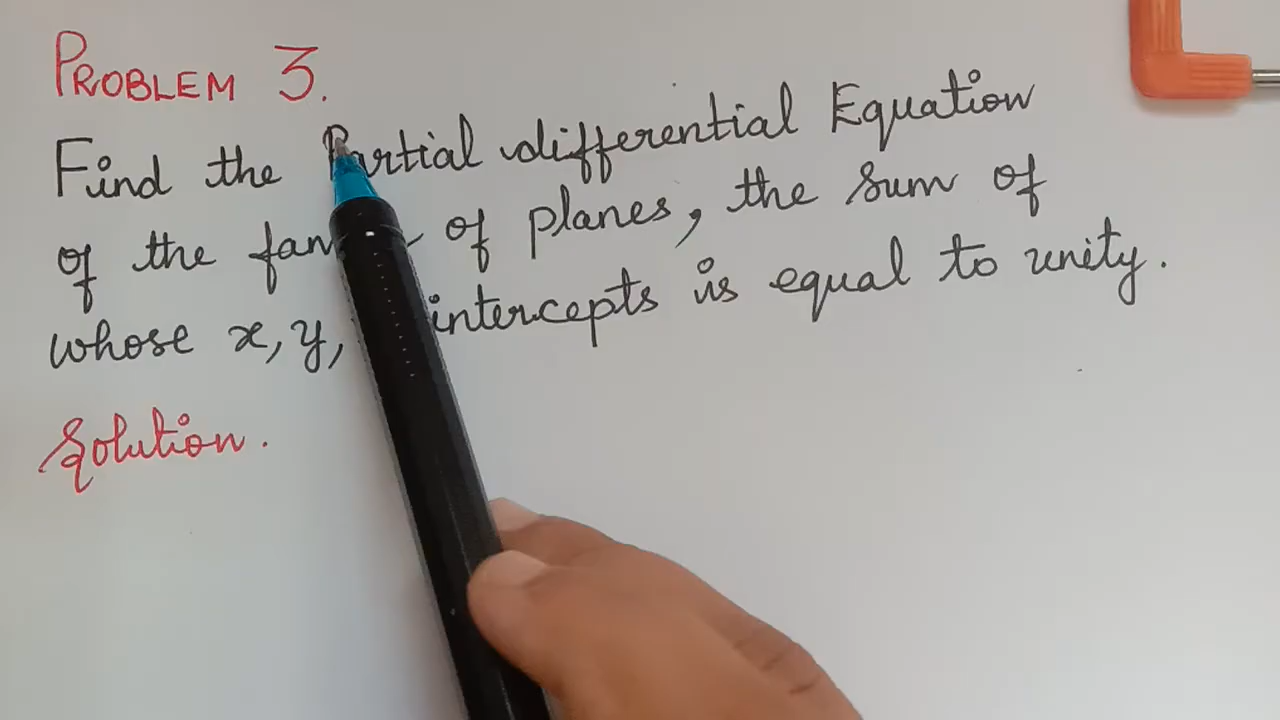 PROBLEM 3.
Find the Partial differential Equation
of the of planes, the sum of
whose x, y, intercepts is equal to unity.
Solution.